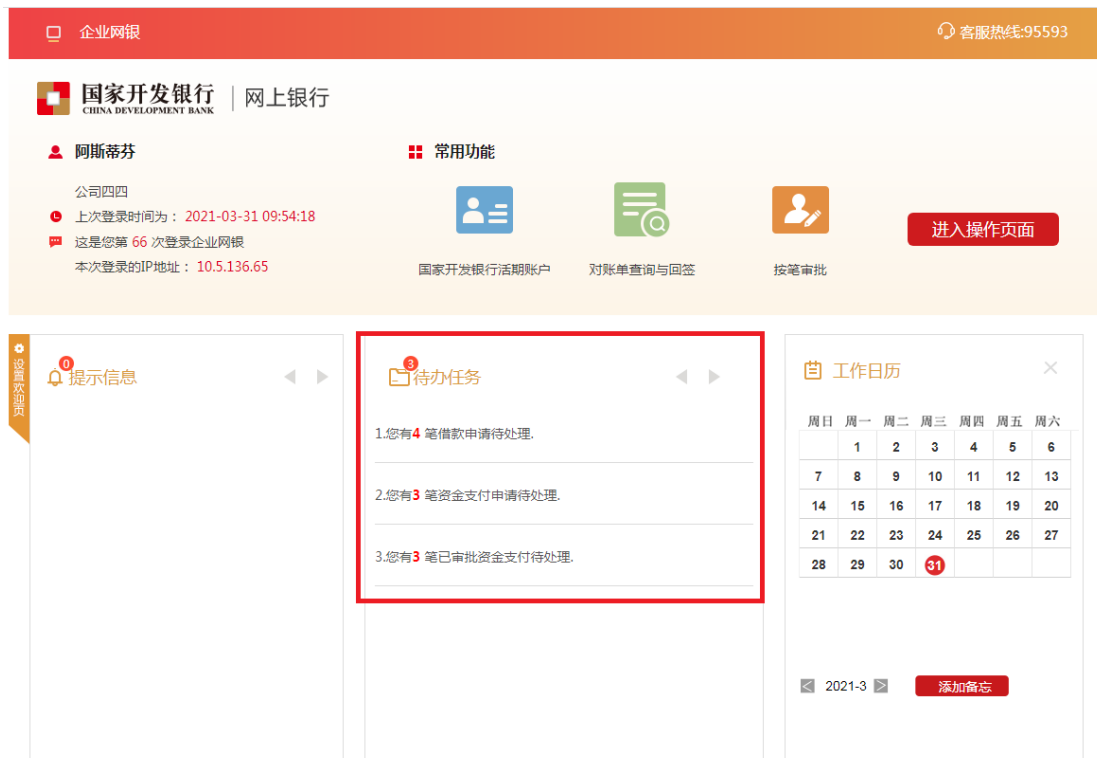 企业网银
客服热线:95593
国家开发银行
CHINA DEVELOPMENT BANK
网上银行
阿斯蒂芬
公司四四
上次登录时间为： 2021-03-31 09:54:18
这是您第 66 次登录企业网银
本次登录的IP地址： 10.5.136.65
常用功能
国家开发银行活期账户
对账单查询与回签
按笔审批
进入操作页面
设置欢迎页
0
提示信息
3
待办任务
1.您有4 笔借款申请待处理.
2.您有3 笔资金支付申请待处理.
3.您有3 笔已审批资金支付待处理.
工作日历
周日 周一 周二 周三 周四 周五 周六
1 2 3 4 5 6
7 8 9 10 11 12 13
14 15 16 17 18 19 20
21 22 23 24 25 26 27
28 29 30 31
2021-3
添加备忘